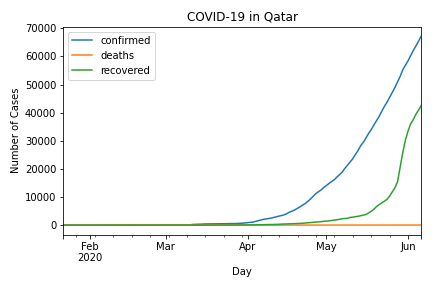 COVID-19 in Qatar
confirmed
deaths
recovered
Number of Cases
70000
60000
50000
40000
30000
20000
10000
0
Feb Mar Apr May Jun
2020
Day